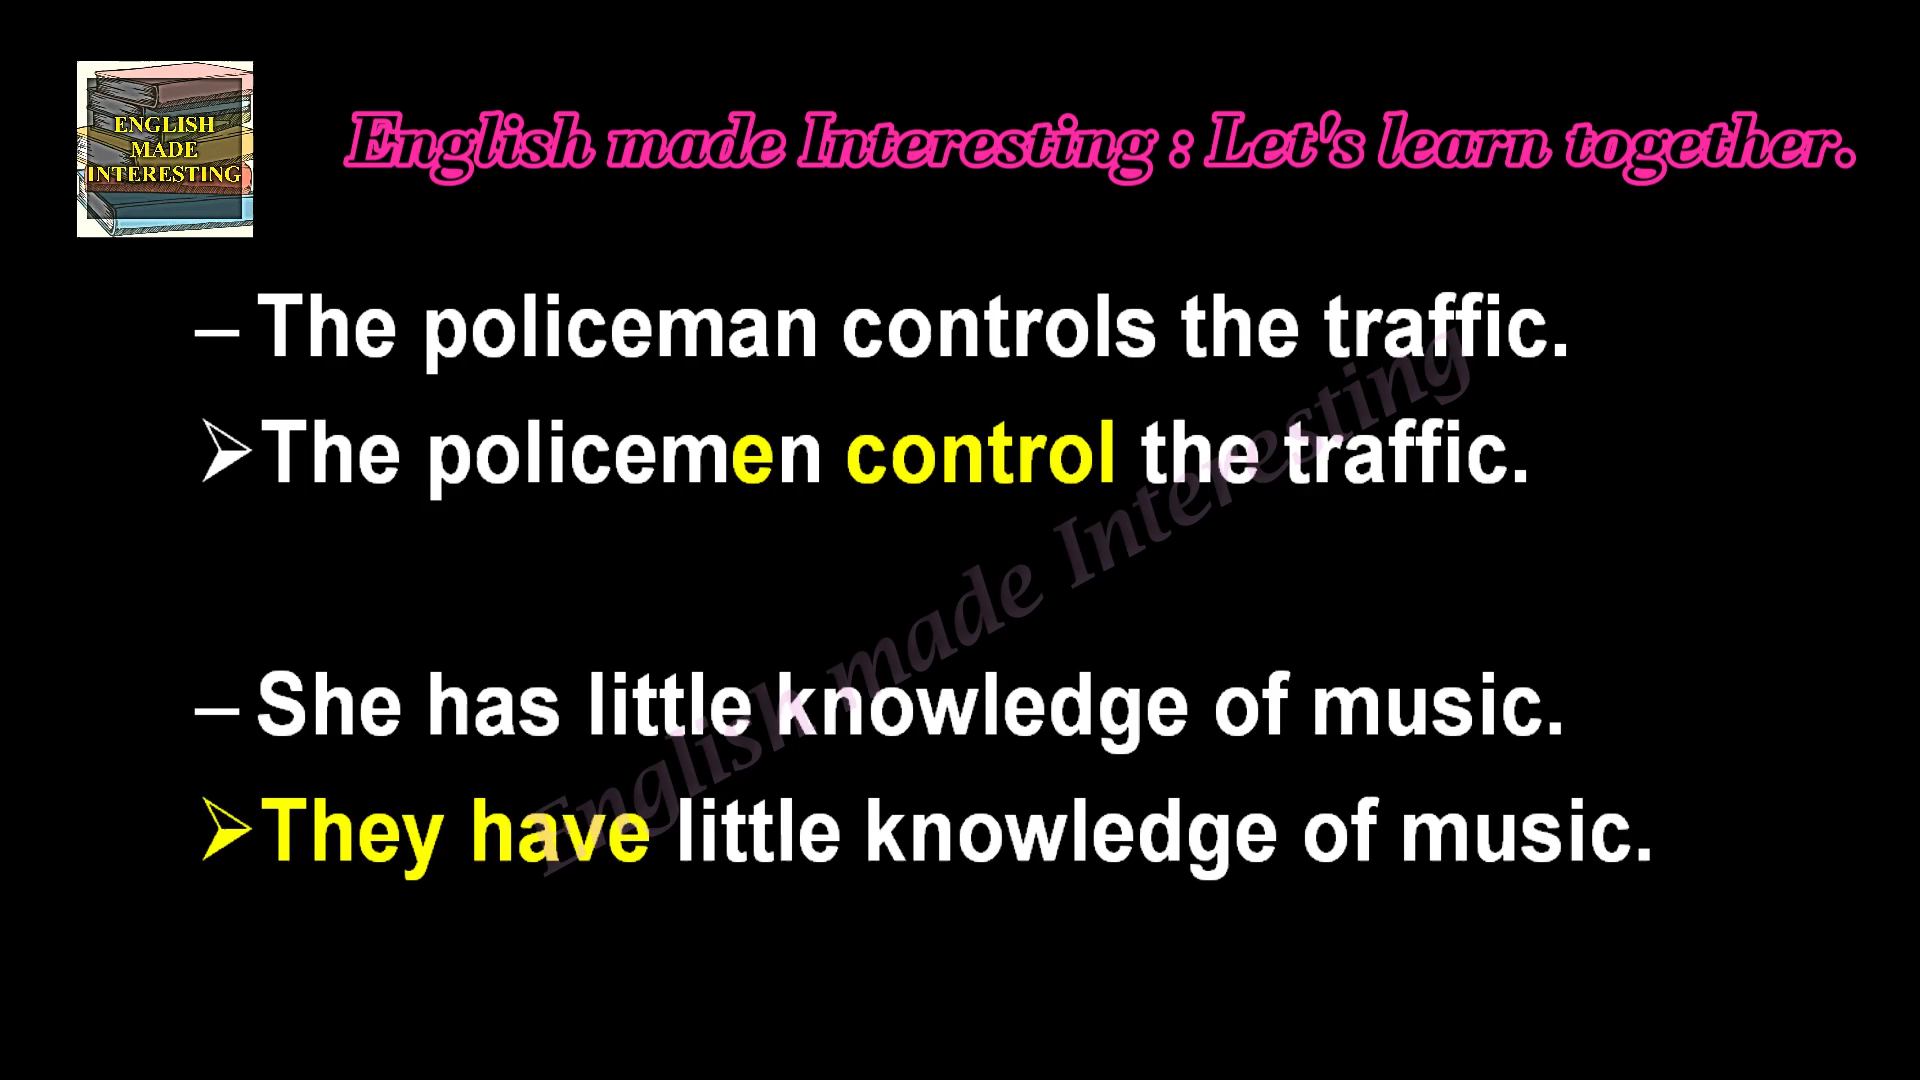 ENGLISH
MADE
INTERESTING
English made Interesting : Let's learn together.
– The policeman controls the traffic.
➢The policemen control the traffic.
– She has little knowledge of music.
➢They have little knowledge of music.
English made Interesting